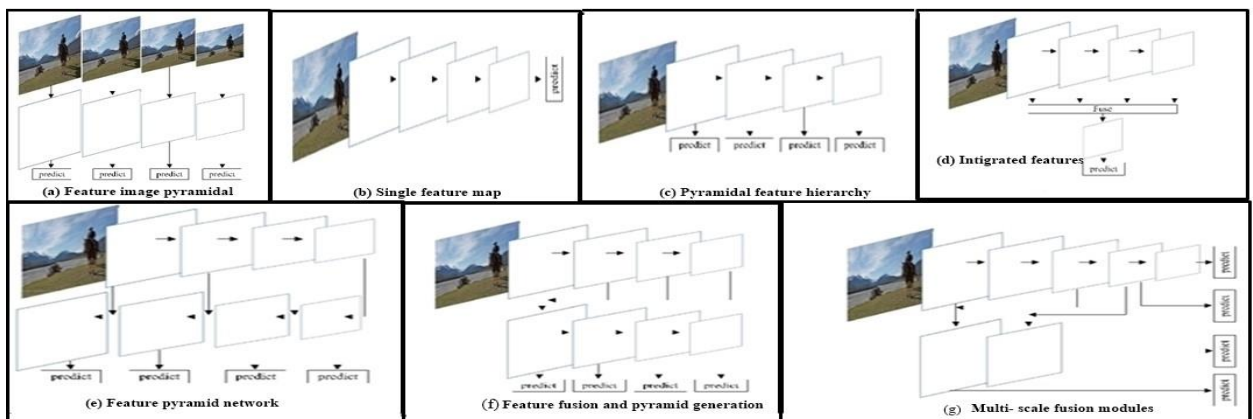 predict predict predict predict
(a) Feature image pyramidal
predict
(b) Single feature map
predict predict predict predict
(c) Pyramidal feature hierarchy
Fuse
(d) Intigrated features
predict
predict predict predict predict
(e) Feature pyramid network
predict predict predict predict
(f) Feature fusion and pyramid generation
predict
predict
predict
predict
(g) Multi- scale fusion modules